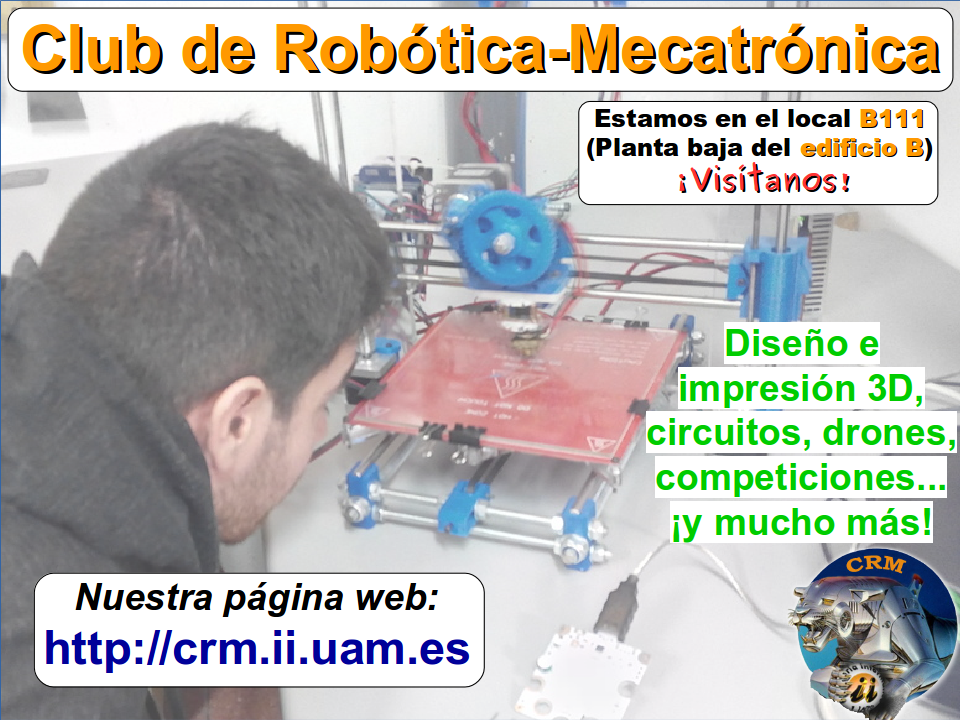 Club de Robótica-Mecatrónica
Estamos en el local B111
(Planta baja del edificio B)
¡Visítanos!
Diseño e
impresión 3D,
circuitos, drones,
competiciones...
¡y mucho más!
Nuestra página web:
http://crm.ii.uam.es
CRM